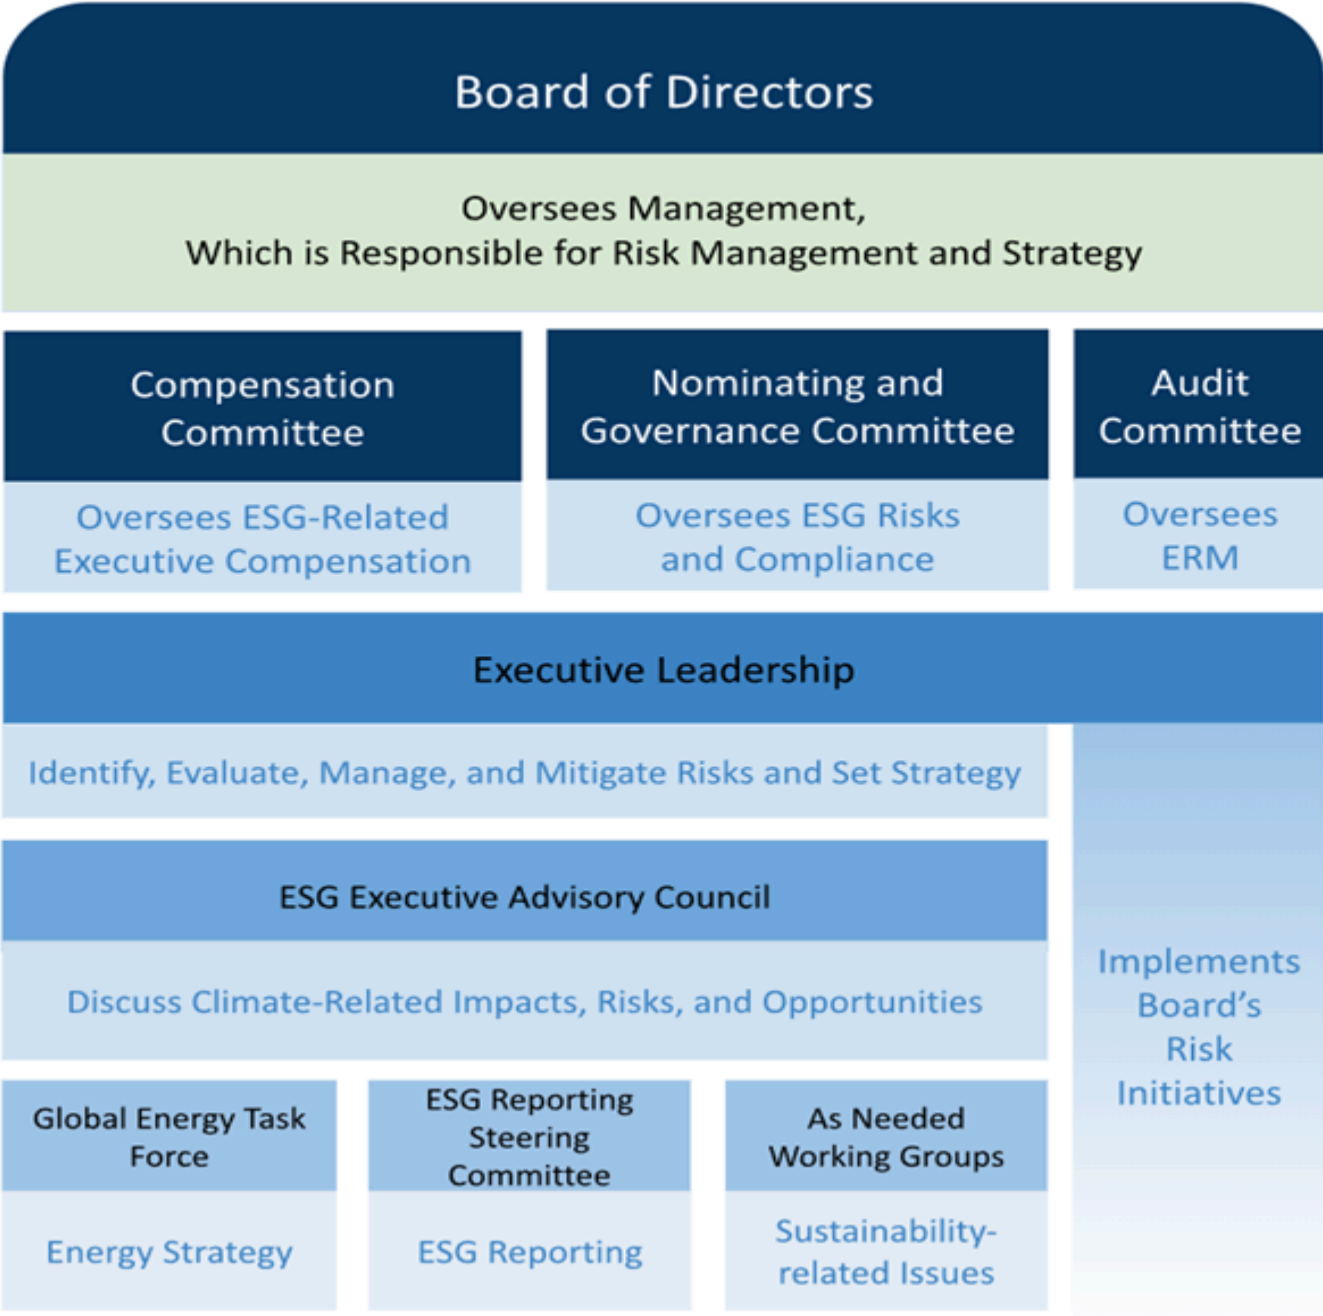 Board of Directors
Oversees Management,
Which is Responsible for Risk Management and Strategy
Compensation
Committee
Oversees ESG-Related
Executive Compensation
Nominating and
Governance Committee
Oversees ESG Risks
and Compliance
Audit
Committee
Oversees
ERM
Executive Leadership
Identify, Evaluate, Manage, and Mitigate Risks and Set Strategy
ESG Executive Advisory Council
Discuss Climate-Related Impacts, Risks, and Opportunities
Global Energy Task
Force
Energy Strategy
ESG Reporting
Steering
Committee
ESG Reporting
As Needed
Working Groups
Sustainability-
related Issues
Implements
Board’s
Risk
Initiatives